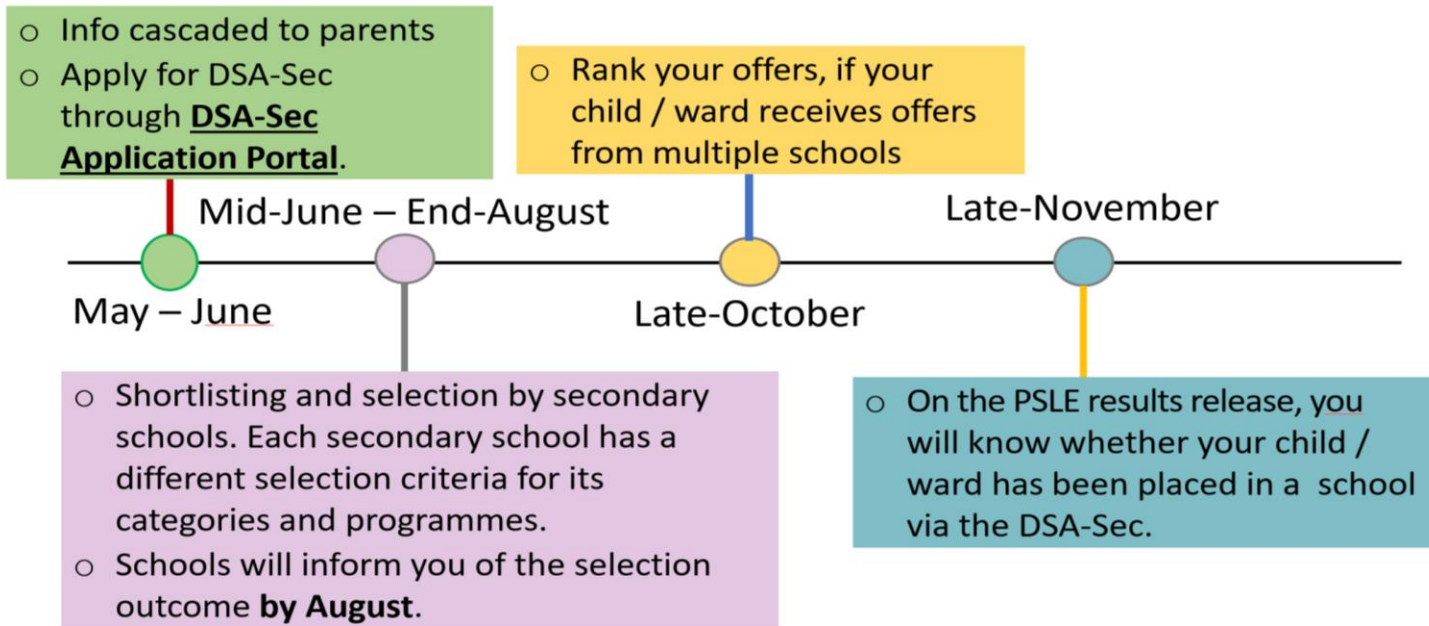 ○ Info cascaded to parents
○ Apply for DSA-Sec
through DSA-Sec
Application Portal.
May – June
Mid-June – End-August
○ Shortlisting and selection by secondary
schools. Each secondary school has a
different selection criteria for its
categories and programmes.
○ Schools will inform you of the selection
outcome by August.
○ Rank your offers, if your
child / ward receives offers
from multiple schools
Late-October
Late-November
○ On the PSLE results release, you
will know whether your child /
ward has been placed in a  school
via the DSA-Sec.